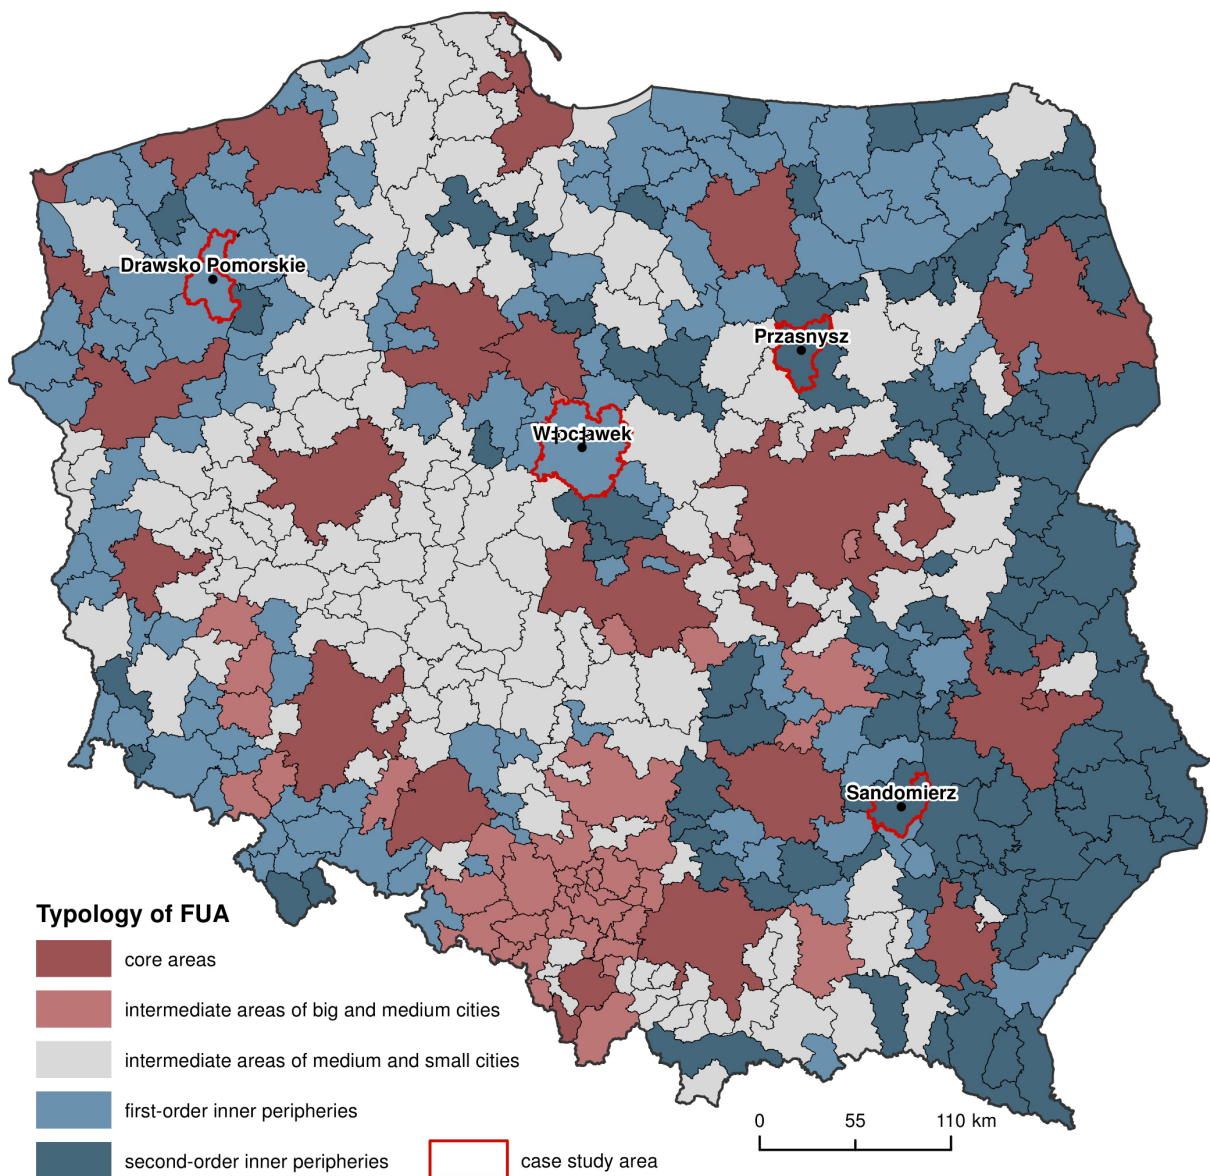 Drawsko Pomorskie
Przasnysz
Włocławek
Sandomierz
Typology of FUA
core areas
intermediate areas of big and medium cities
intermediate areas of medium and small cities
first-order inner peripheries
second-order inner peripheries
case study area
0 55 110 km